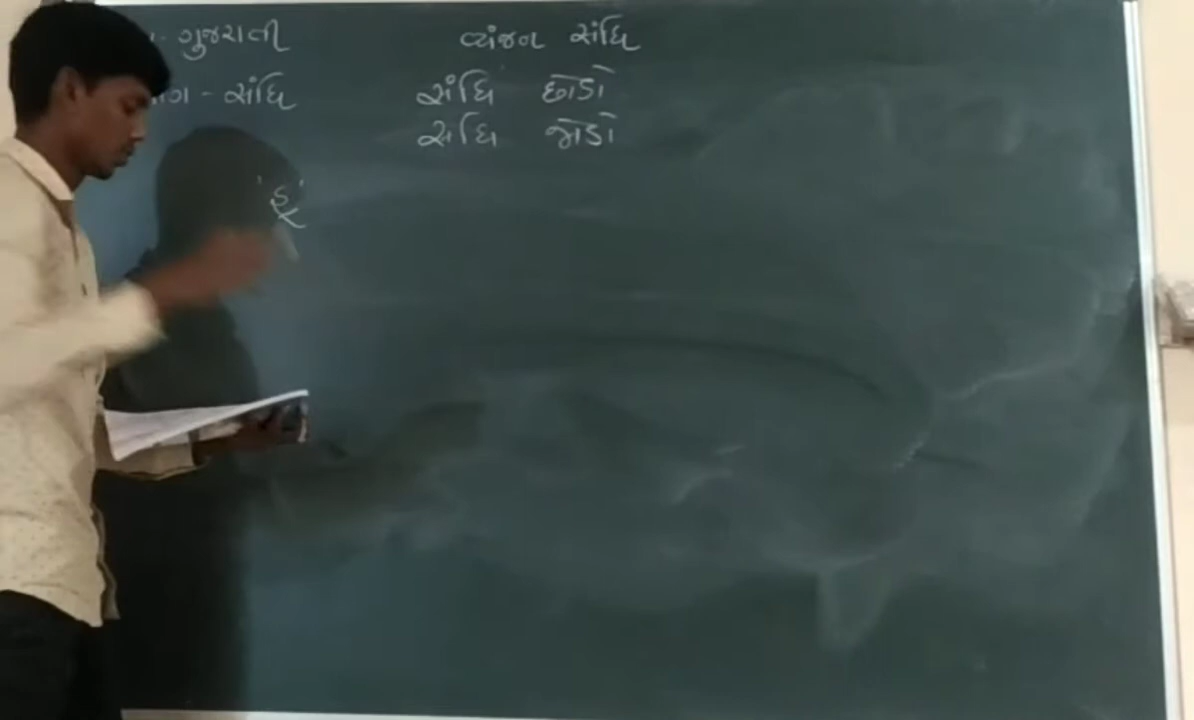 ગુજરાતી
- સંધિ
વ્યંજન સંધિ
સંધિ છોડો
સંધિ જોડો